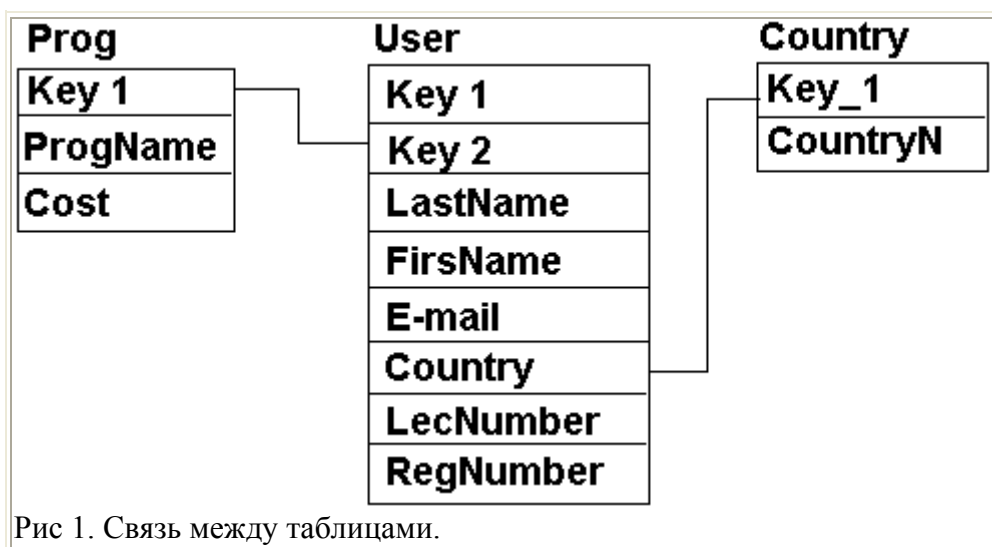 Prog
Key 1
ProgName
Cost
User
Key 1
Key 2
LastName
FirsName
E-mail
Country
LecNumber
RegNumber
Country
Key_1
CountryN
Рис 1. Связь между таблицами.